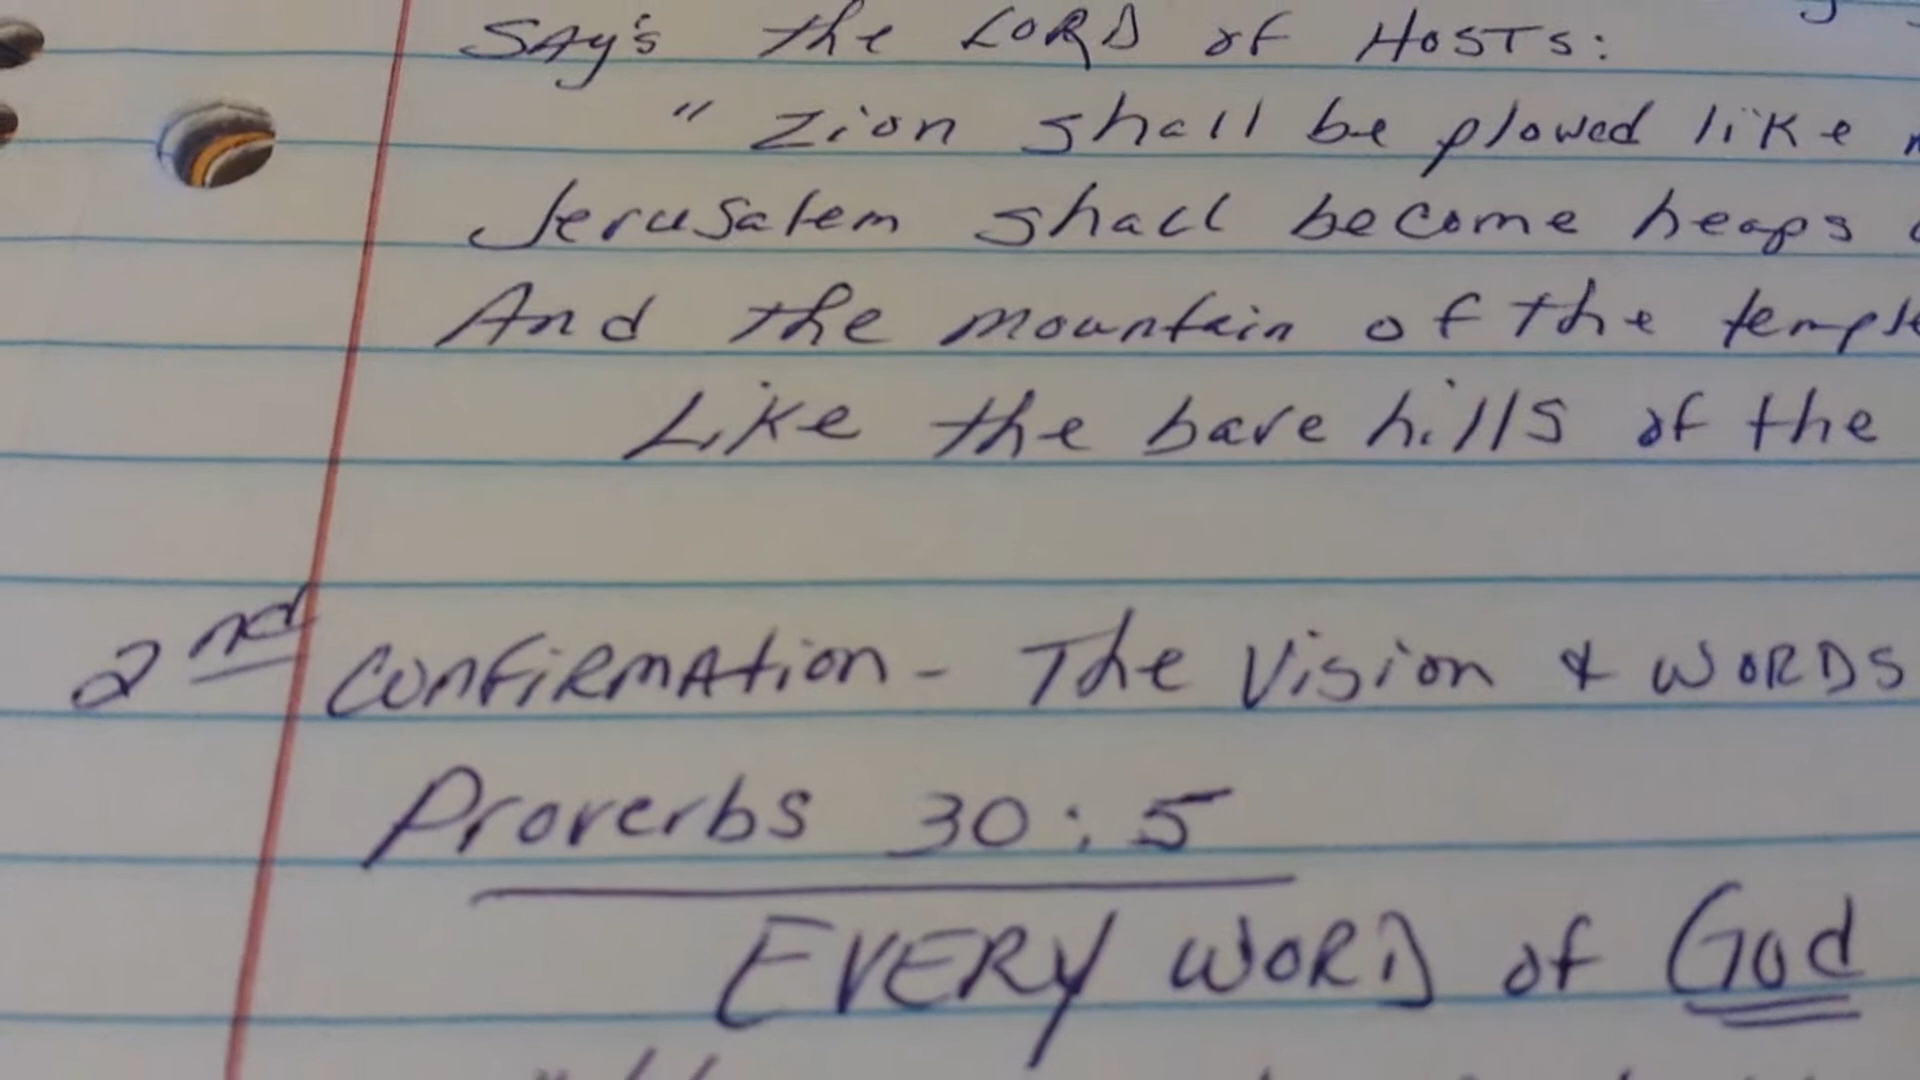 SAy's the LORD of HOSTS:
" Zion shall be plowed like
Jerusalem shall become heaps
And the mountain of the temple
Like the bare hills of the
2nd CONFIRMATION - The Vision & WORDS
Proverbs 30:5
EVERY WORD of God